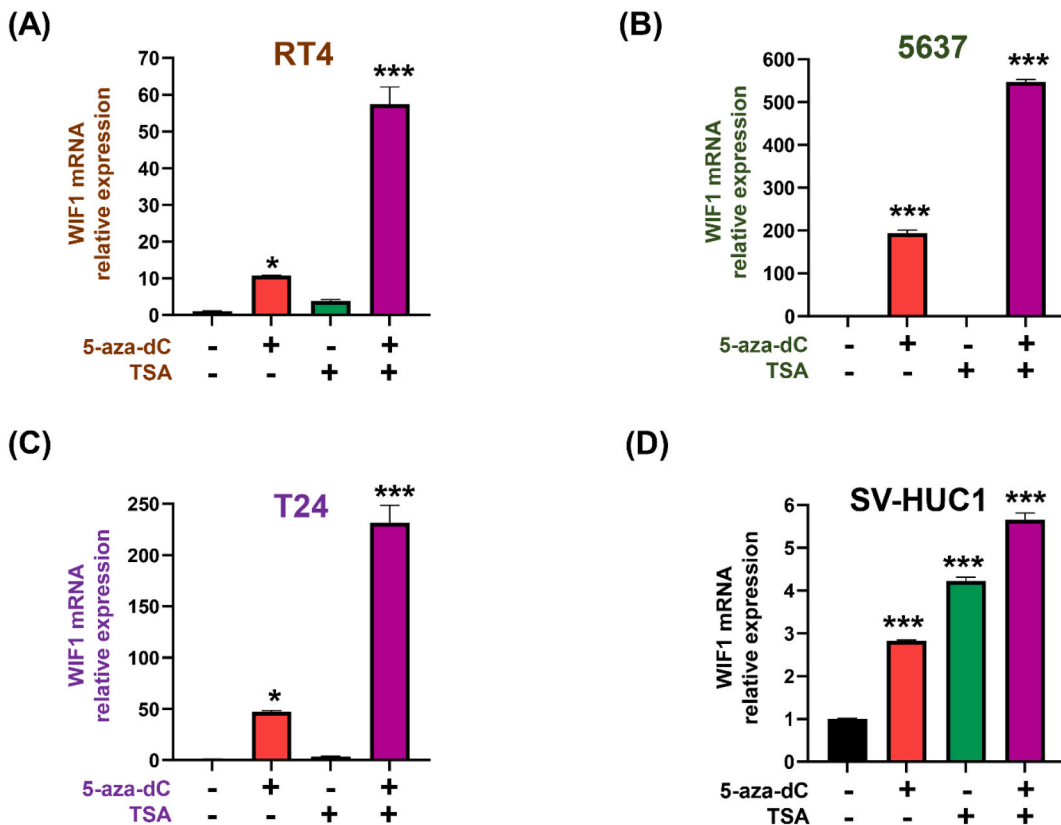 (A)
RT4
WIF1 mRNA
relative expression
70
60
50
40
30
20
10
0
*
***
5-aza-dC - + - +
TSA - - + +
(B)
5637
WIF1 mRNA
relative expression
600
500
400
300
200
100
0
***
***
5-aza-dC - + - +
TSA - - + +
(C)
T24
WIF1 mRNA
relative expression
250
200
150
100
50
0
*
***
5-aza-dC - + - +
TSA - - + +
(D)
SV-HUC1
WIF1 mRNA
relative expression
6
5
4
3
2
1
0
***
***
***
5-aza-dC - + - +
TSA - - + +